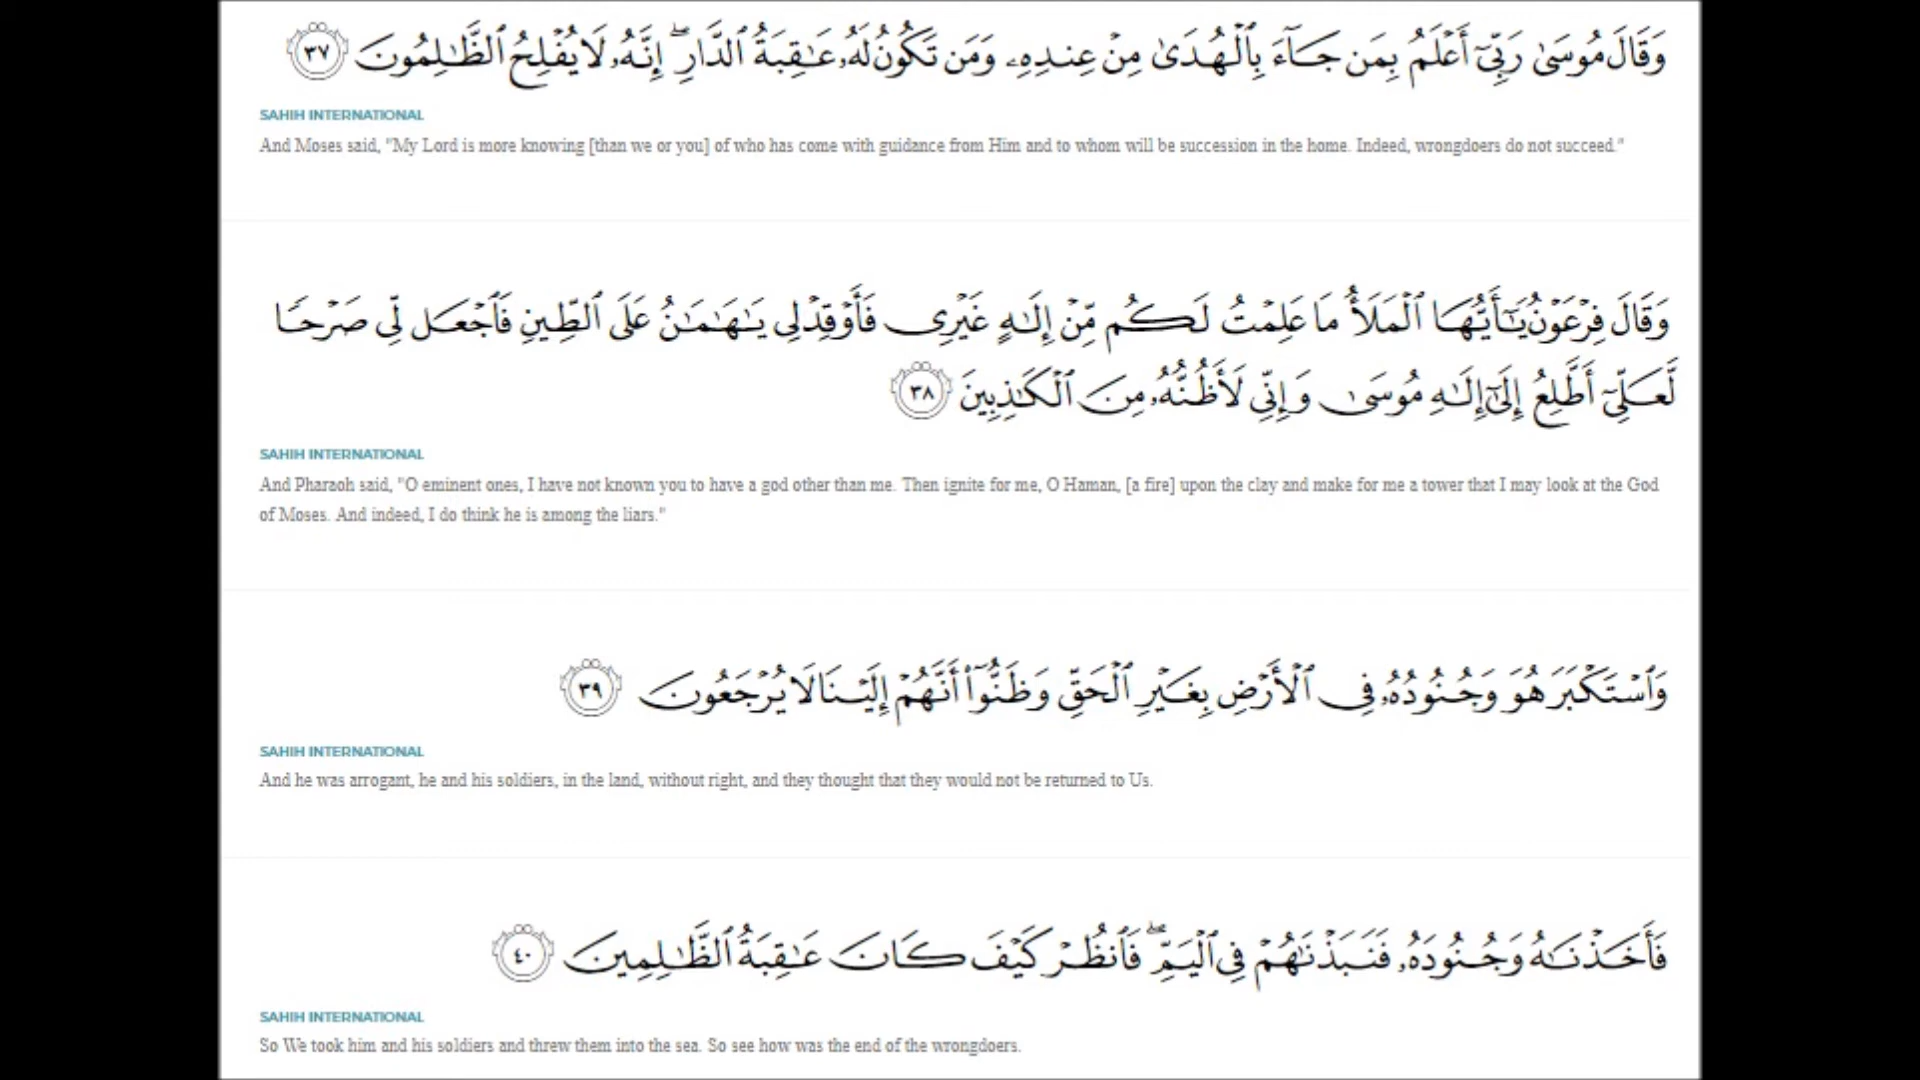 وَقَالَ مُوسَىٰ رَبِّىٓ أَعْلَمُ بِمَن جَآءَ بِٱلْهُدَىٰ مِنْ عِندِهِۦ وَمَن تَكُونُ لَهُۥ عَـٰقِبَةُ ٱلدَّارِ ۖ إِنَّهُۥ لَا يُفْلِحُ ٱلظَّـٰلِمُونَ ٣٧
SAHIH INTERNATIONAL
And Moses said, "My Lord is more knowing [than we or you] of who has come with guidance from Him and to whom will be succession in the home. Indeed, wrongdoers do not succeed."
وَقَالَ فِرْعَوْنُ يَـٰٓأَيُّهَا ٱلْمَلَأُ مَا عَلِمْتُ لَكُم مِّنْ إِلَـٰهٍ غَيْرِى فَأَوْقِدْ لِى يَـٰهَـٰمَـٰنُ عَلَى ٱلطِّينِ فَٱجْعَل لِّى صَرْحًا
لَّعَلِّىٓ أَطَّلِعُ إِلَىٰٓ إِلَـٰهِ مُوسَىٰ وَإِنِّى لَأَظُنُّهُۥ مِنَ ٱلْكَـٰذِبِينَ ٣٨
SAHIH INTERNATIONAL
And Pharaoh said, "O eminent ones, I have not known you to have a god other than me. Then ignite for me, O Haman, [a fire] upon the clay and make for me a tower that I may look at the God
of Moses. And indeed, I do think he is among the liars."
وَٱسْتَكْبَرَ هُوَ وَجُنُودُهُۥ فِى ٱلْأَرْضِ بِغَيْرِ ٱلْحَقِّ وَظَنُّوٓا۟ أَنَّهُمْ إِلَيْنَا لَا يُرْجَعُونَ ٣٩
SAHIH INTERNATIONAL
And he was arrogant, he and his soldiers, in the land, without right, and they thought that they would not be returned to Us.
فَأَخَذْنَـٰهُ وَجُنُودَهُۥ فَنَبَذْنَـٰهُمْ فِى ٱلْيَمِّ ۖ فَٱنظُرْ كَيْفَ كَانَ عَـٰقِبَةُ ٱلظَّـٰلِمِينَ ٤٠
SAHIH INTERNATIONAL
So We took him and his soldiers and threw them into the sea. So see how was the end of the wrongdoers.